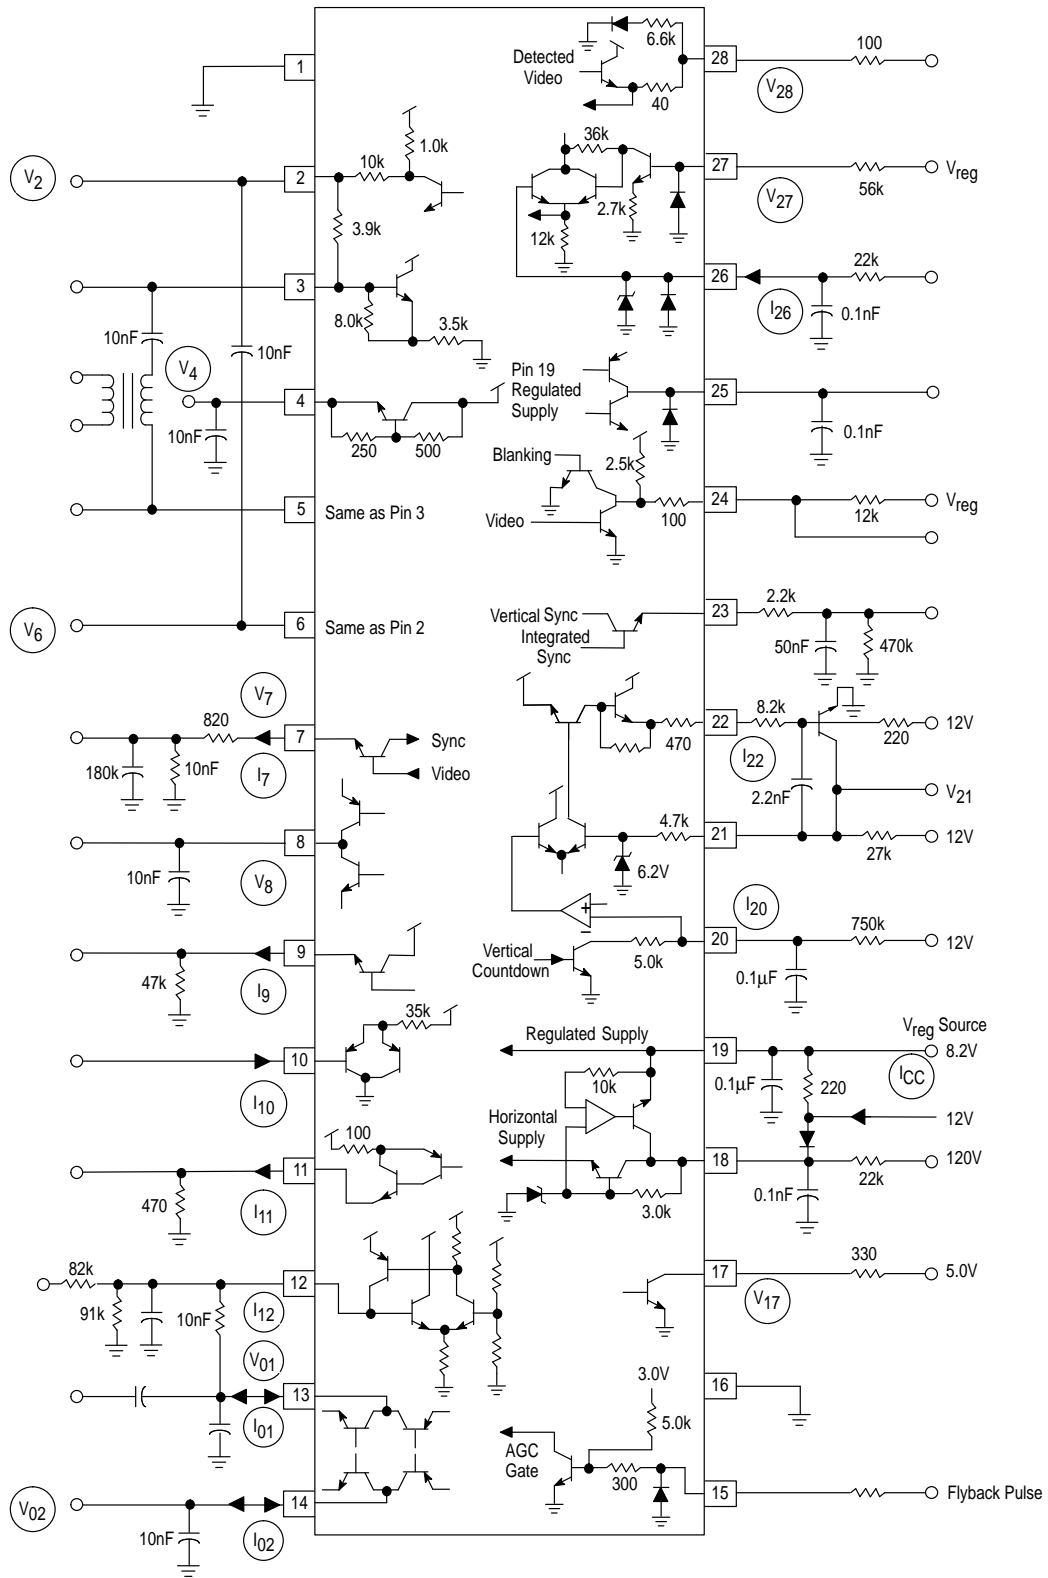 1
6.6k
Detected
Video
40
28
100
V28
V2
2
10k
1.0k
3.9k
36k
2.7k
12k
27
56k
Vreg
V27
3
8.0k
3.5k
10nF
10nF
26
22k
I26
0.1nF
V4
4
10nF
250
500
Pin 19
Regulated
Supply
25
0.1nF
Blanking
2.5k
Video
100
24
12k
Vreg
5
Same as Pin 3
V6
6
Same as Pin 2
Vertical Sync
Integrated
Sync
23
2.2k
50nF
470k
V7
820
7
Sync
Video
180k
10nF
I7
470
22
8.2k
220
12V
I22
2.2nF
V21
8
10nF
V8
4.7k
6.2V
21
27k
12V
+
–
I20
9
47k
I9
Vertical
Countdown
5.0k
20
750k
12V
0.1µF
35k
10
I10
Regulated Supply
10k
19
Vreg Source
8.2V
ICC
0.1µF
220
12V
Horizontal
Supply
100
11
470
I11
3.0k
18
22k
120V
0.1nF
82k
91k
10nF
12
I12
17
330
5.0V
V17
V01
13
I01
3.0V
5.0k
16
AGC
Gate
300
15
Flyback Pulse
V02
14
10nF
I02